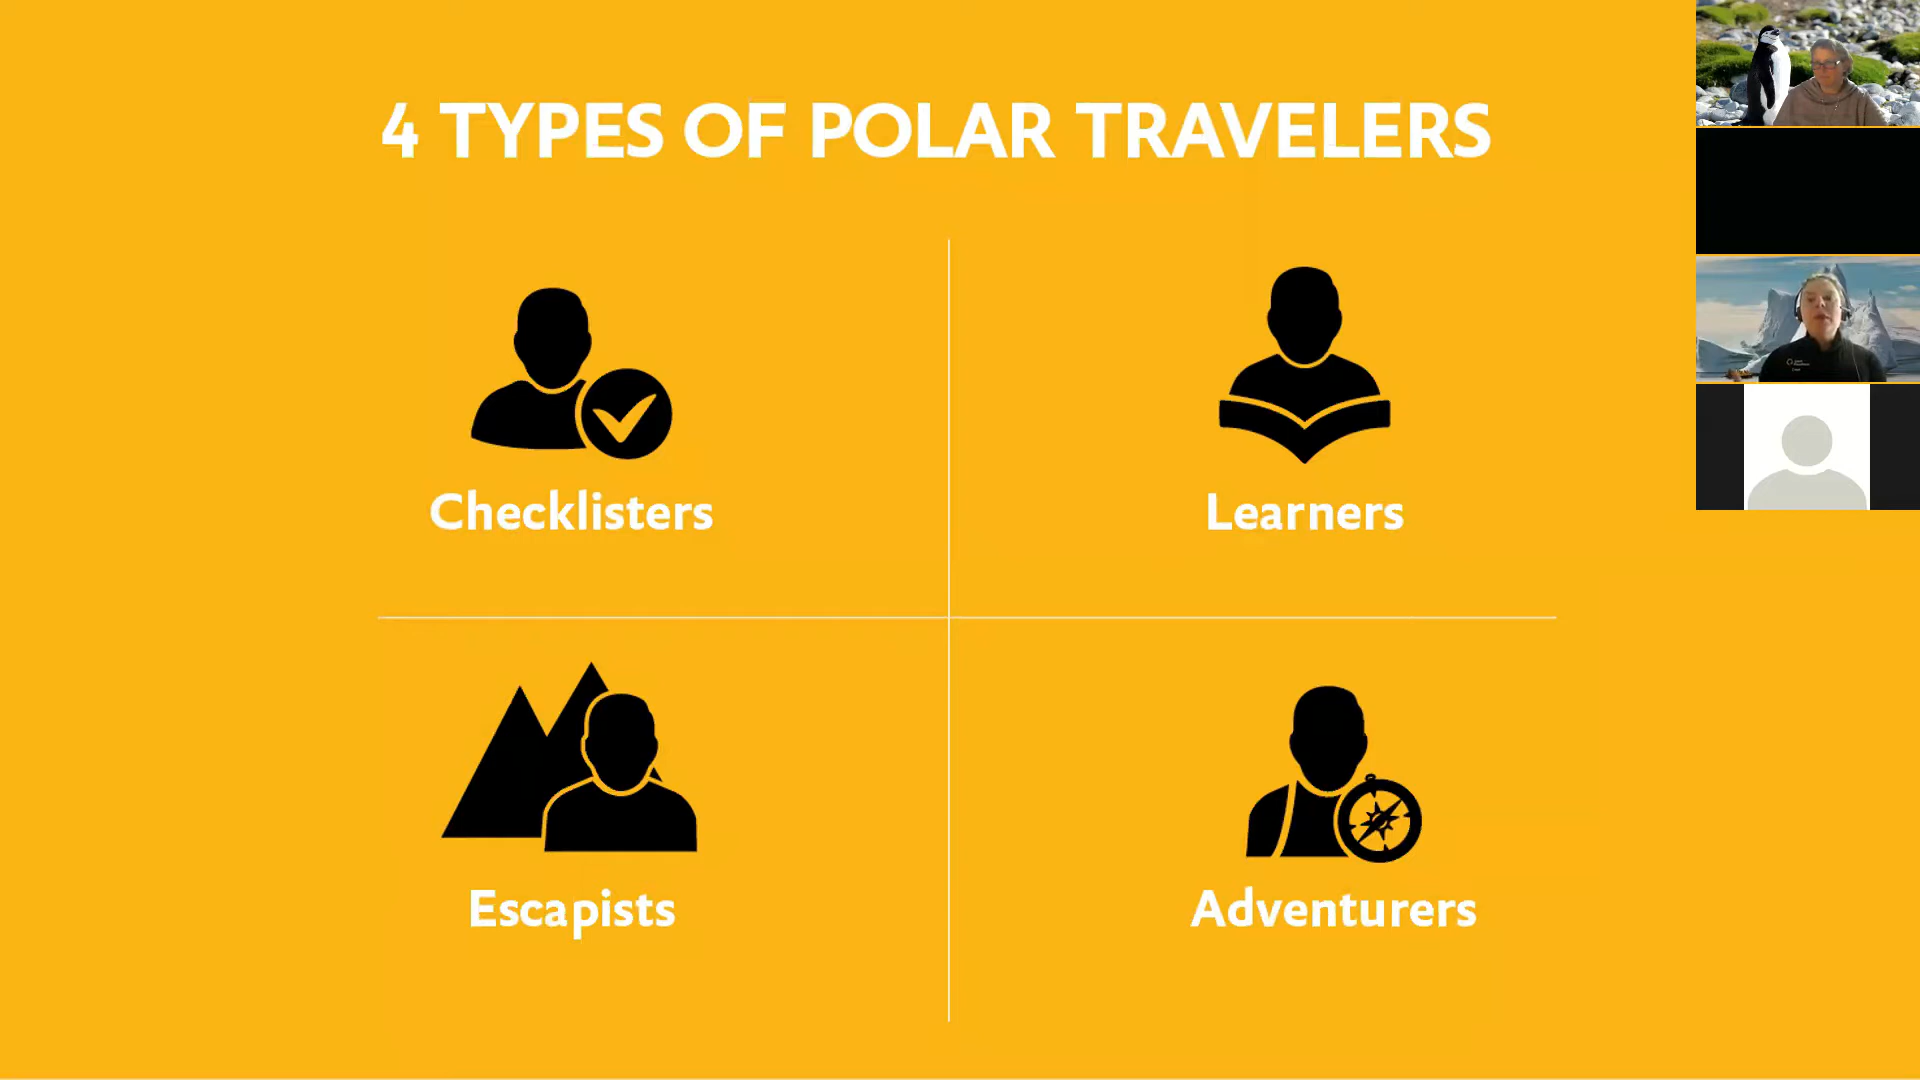 4 TYPES OF POLAR TRAVELERS
Checklisters
Learners
Escapists
Adventurers